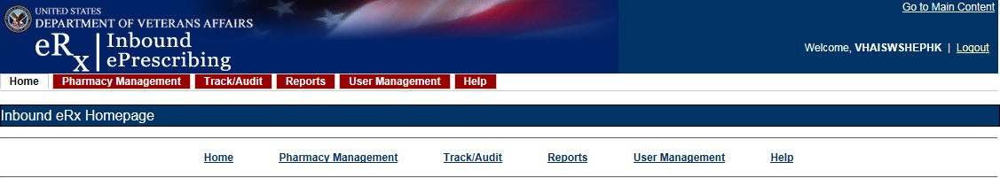 Go to Main Content
UNITED STATES
DEPARTMENT OF VETERANS AFFAIRS
eRx Inbound
ePrescribing
Welcome, VHAISWSHEPHK | Logout
Home Pharmacy Management Track/Audit Reports User Management Help
Inbound eRx Homepage
Home Pharmacy Management Track/Audit Reports User Management Help